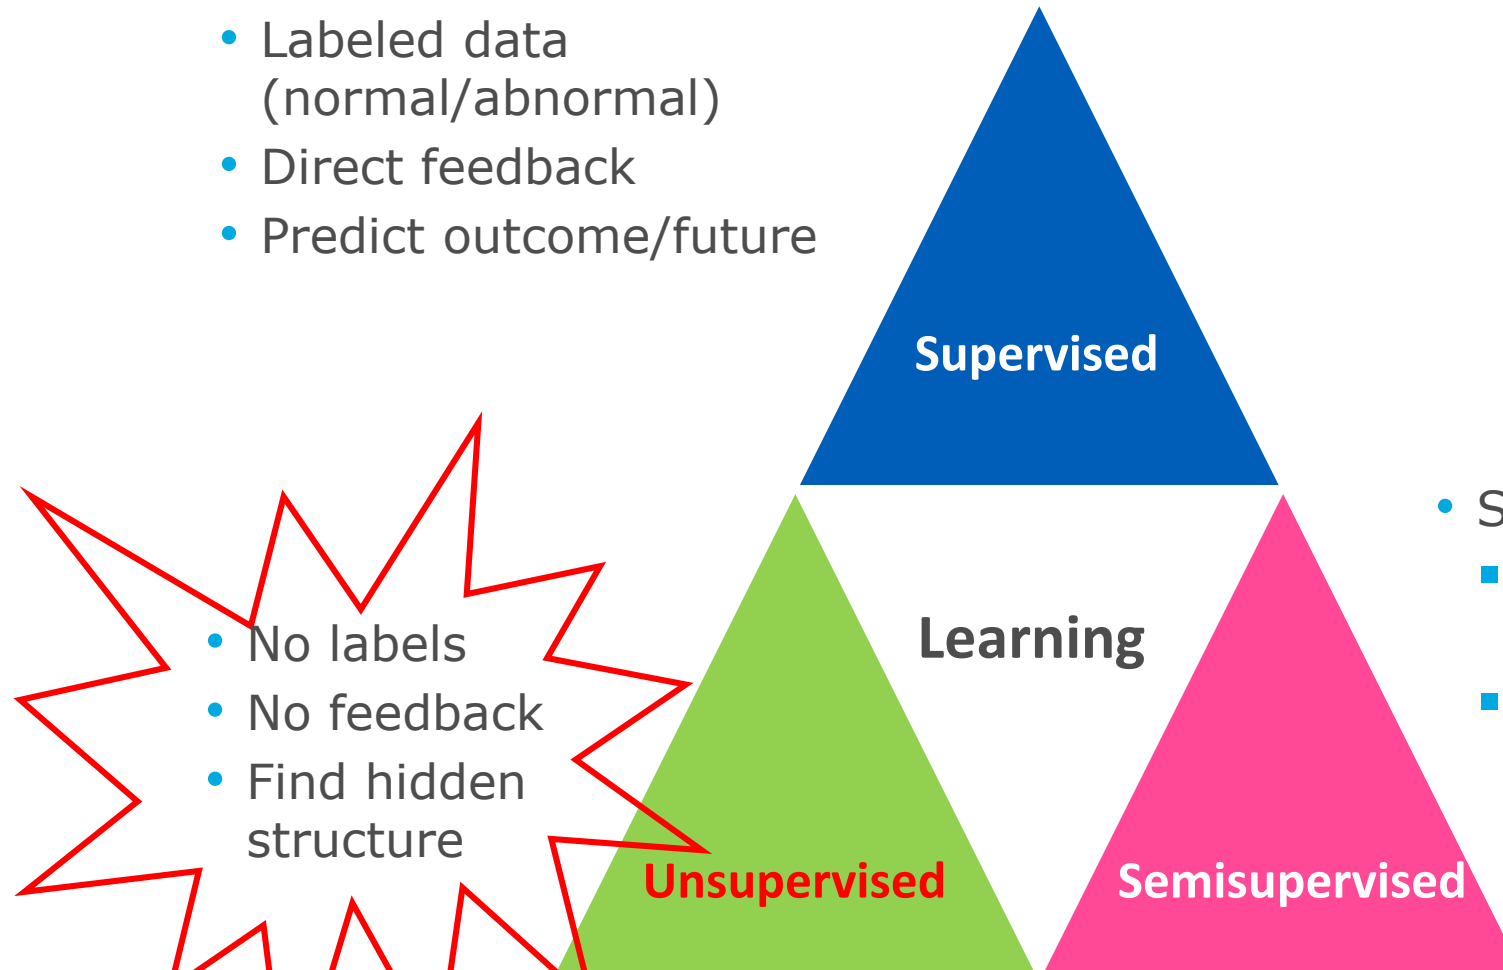 • Labeled data
(normal/abnormal)
• Direct feedback
• Predict outcome/future
Supervised
Learning
• No labels
• No feedback
• Find hidden
structure
Unsupervised
Semisupervised